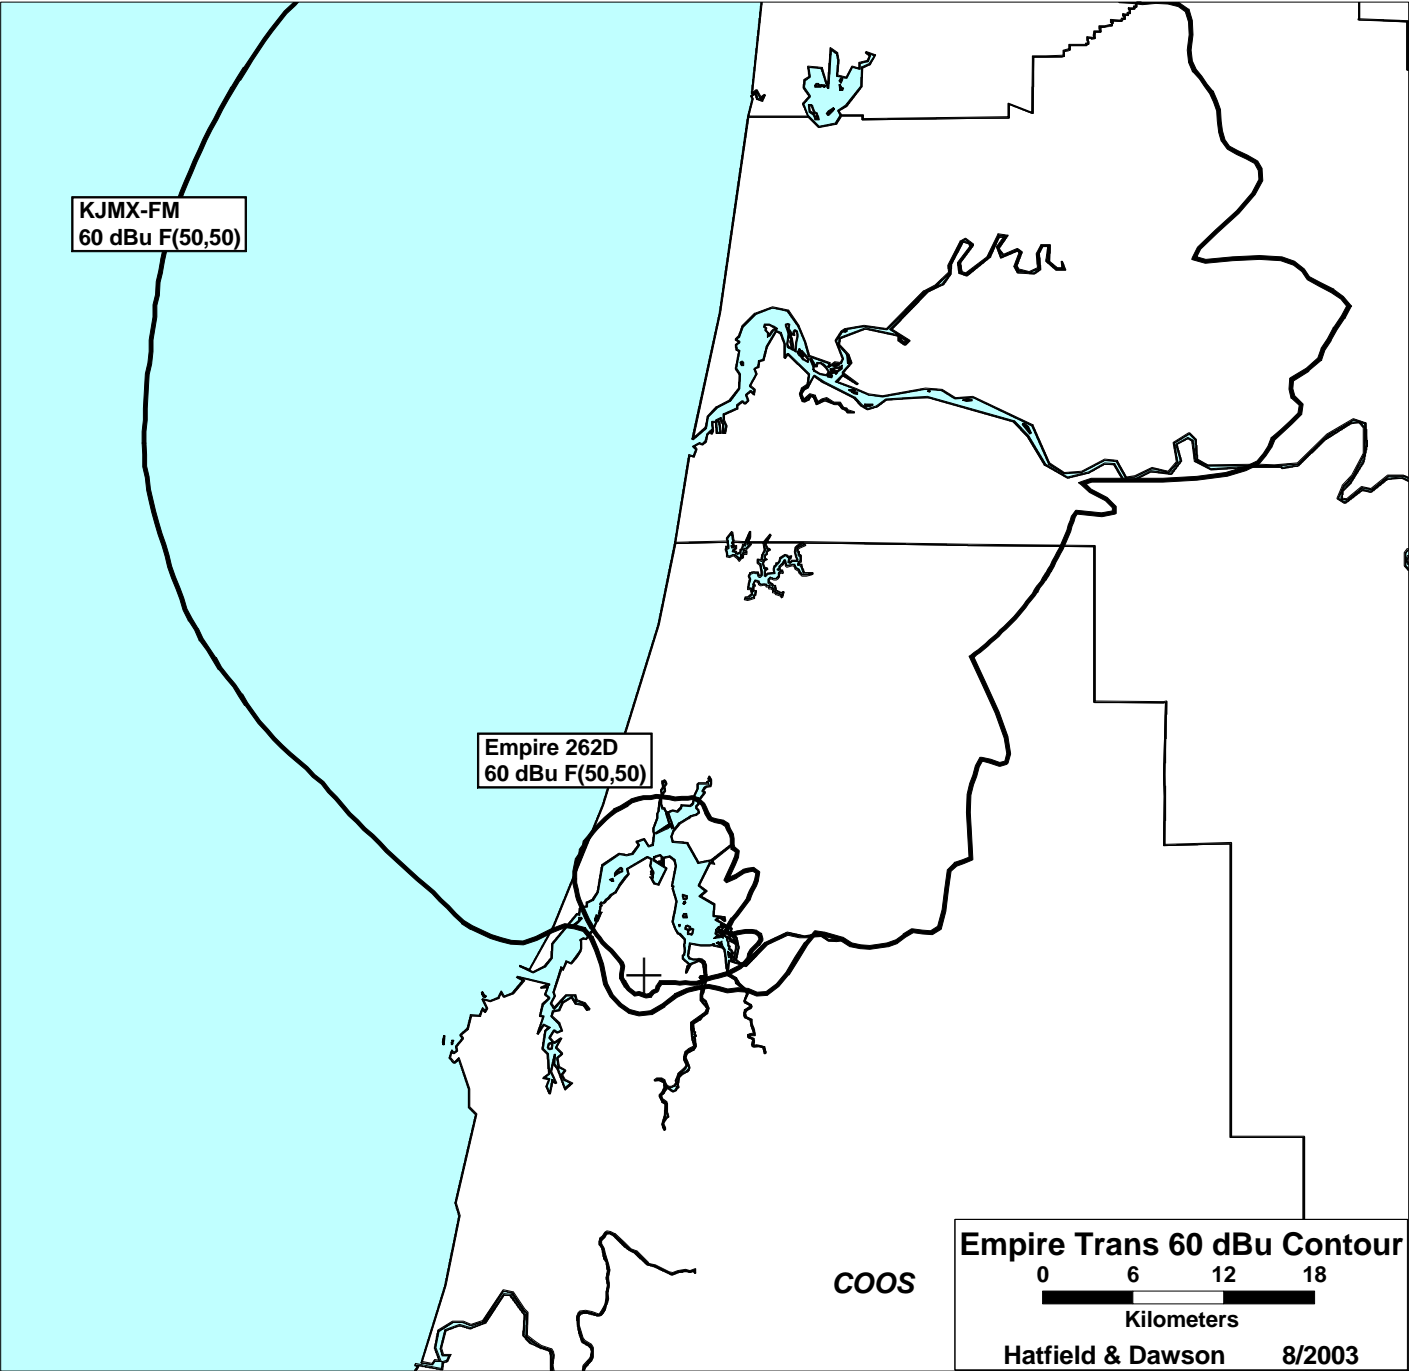 KJMX-FM
60 dBu F(50,50)
Empire 262D
60 dBu F(50,50)
COOS
Empire Trans 60 dBu Contour
0 6 12 18
Kilometers
Hatfield & Dawson 8/2003